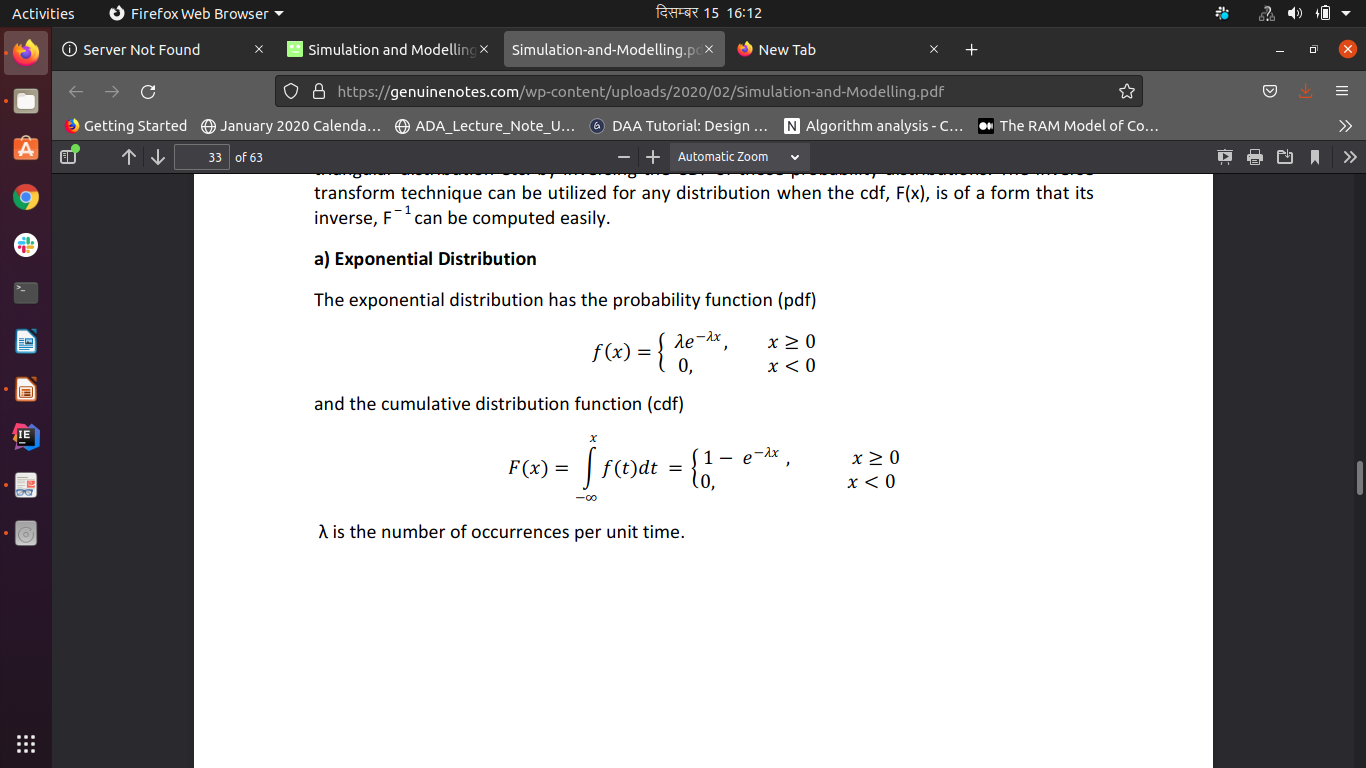 Activities Firefox Web Browser दिसम्बर 15 16:12
Server Not Found Simulation and Modelling Simulation-and-Modelling.pd New Tab
https://genuinenotes.com/wp-content/uploads/2020/02/Simulation-and-Modelling.pdf
Getting Started January 2020 Calenda... ADA_Lecture_Note_U... DAA Tutorial: Design ... N Algorithm analysis - C... The RAM Model of Co...
33 of 63 Automatic Zoom
transform technique can be utilized for any distribution when the cdf, F(x), is of a form that its
inverse, F⁻¹ can be computed easily.
a) Exponential Distribution
The exponential distribution has the probability function (pdf)
f(x) = { λe^{−λx}, x ≥ 0
0, x < 0
and the cumulative distribution function (cdf)
F(x) = ∫_{−∞}^{x} f(t)dt = { 1 − e^{−λx} , x ≥ 0
0, x < 0
λ is the number of occurrences per unit time.